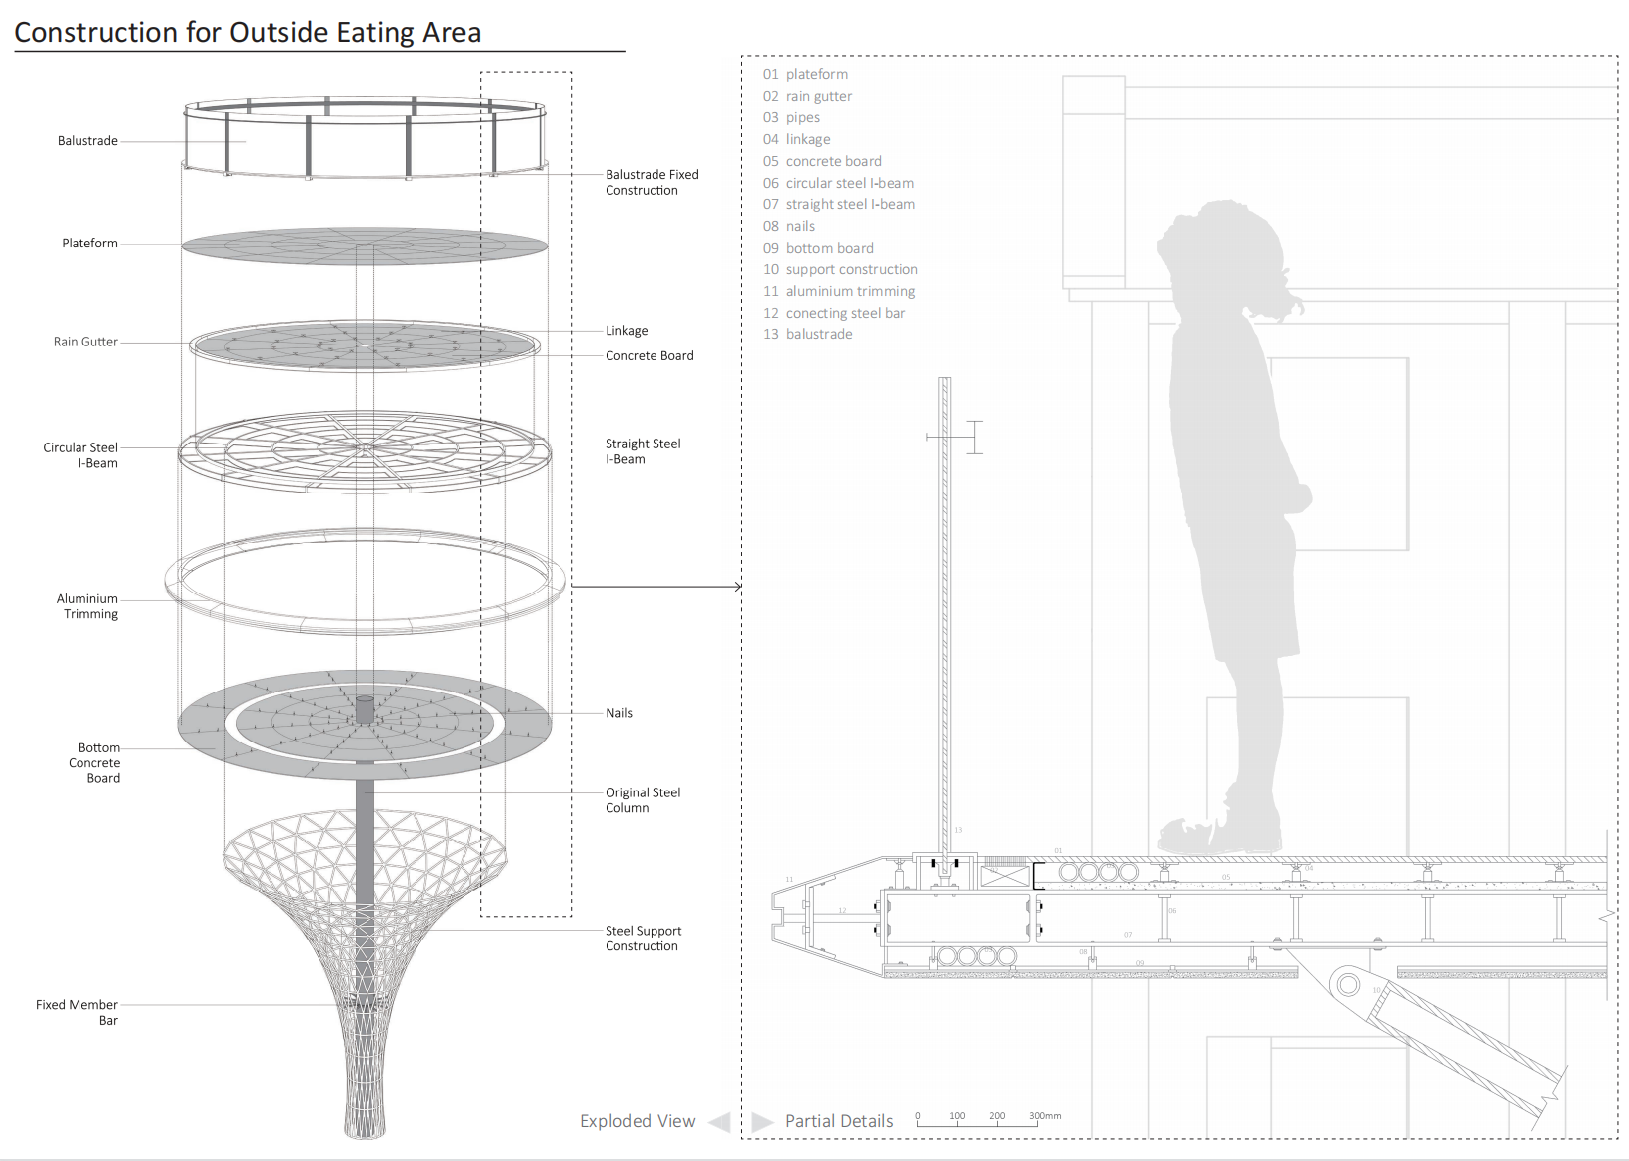 Construction for Outside Eating Area
Balustrade
Balustrade Fixed
Construction
Plateform
Rain Gutter
Linkage
Concrete Board
Circular Steel
I-Beam
Straight Steel
I-Beam
Aluminium
Trimming
Nails
Bottom
Concrete
Board
Original Steel
Column
Steel Support
Construction
Fixed Member
Bar
Exploded View
01 plateform
02 rain gutter
03 pipes
04 linkage
05 concrete board
06 circular steel I-beam
07 straight steel I-beam
08 nails
09 bottom board
10 support construction
11 aluminium trimming
12 conecting steel bar
13 balustrade
13
01
04
05
11
12
06
07
08
09
10
Partial Details
0 100 200 300mm